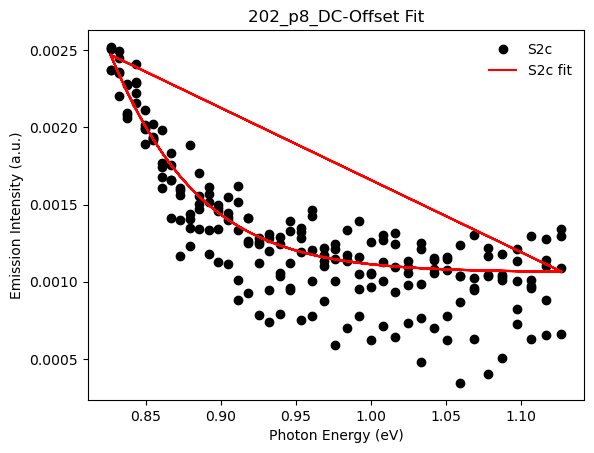 202_p8_DC-Offset Fit
S2c
S2c fit
Emission Intensity (a.u.)
0.0025
0.0020
0.0015
0.0010
0.0005
0.85
0.90
0.95
1.00
1.05
1.10
Photon Energy (eV)